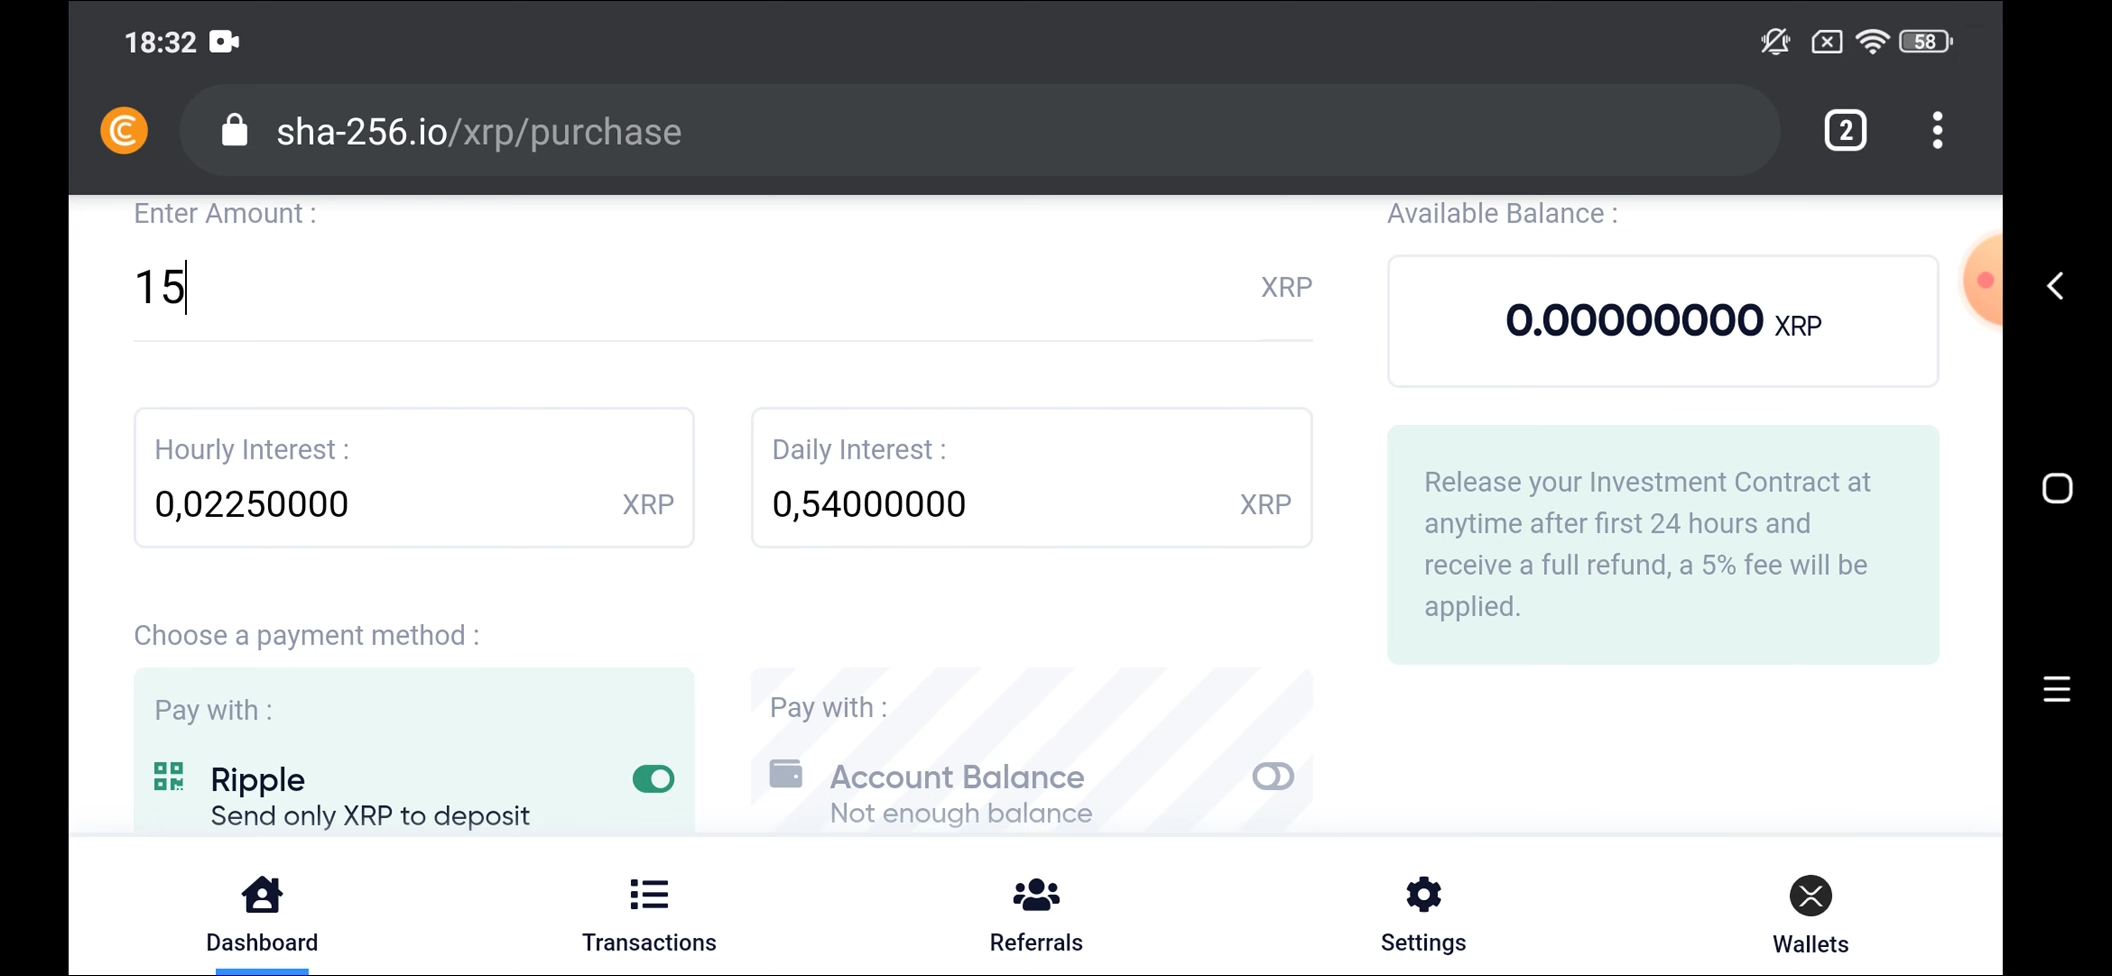 18:32
58
sha-256.io/xrp/purchase
2
Enter Amount :
15
XRP
Available Balance :
0.00000000 XRP
Hourly Interest :
0,02250000 XRP
Daily Interest :
0,54000000 XRP
Release your Investment Contract at
anytime after first 24 hours and
receive a full refund, a 5% fee will be
applied.
Choose a payment method :
Pay with :
Ripple
Send only XRP to deposit
Pay with :
Account Balance
Not enough balance
Dashboard
Transactions
Referrals
Settings
Wallets